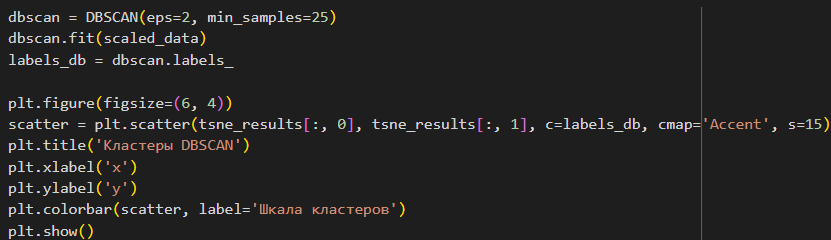 dbscan = DBSCAN(eps=2, min_samples=25)
dbscan.fit(scaled_data)
labels_db = dbscan.labels_
plt.figure(figsize=(6, 4))
scatter = plt.scatter(tsne_results[:, 0], tsne_results[:, 1], c=labels_db, cmap='Accent', s=15)
plt.title('Кластеры DBSCAN')
plt.xlabel('x')
plt.ylabel('y')
plt.colorbar(scatter, label='Шкала кластеров')
plt.show()